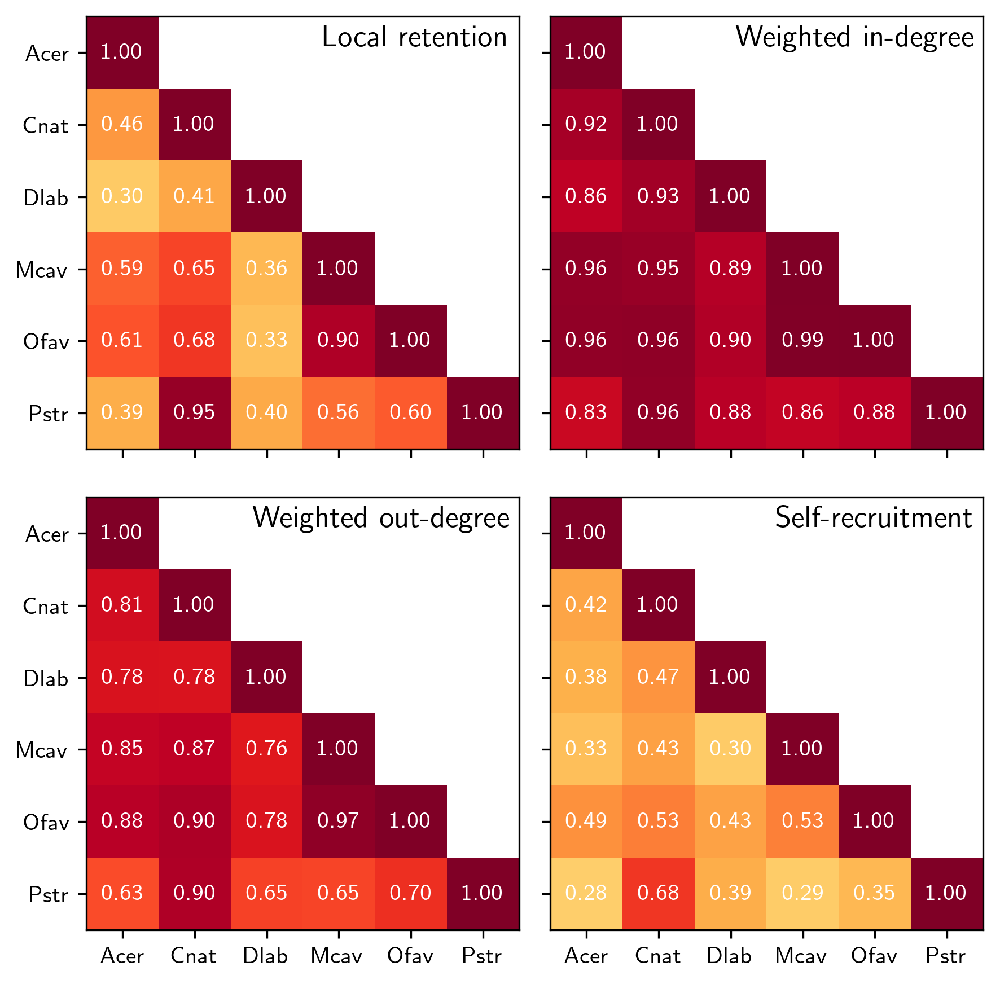 Local retention
Weighted in-degree
Acer 1.00 1.00
Cnat 0.46 1.00 0.92 1.00
Dlab 0.30 0.41 1.00 0.86 0.93 1.00
Mcav 0.59 0.65 0.36 1.00 0.96 0.95 0.89 1.00
Ofav 0.61 0.68 0.33 0.90 1.00 0.96 0.96 0.90 0.99 1.00
Pstr 0.39 0.95 0.40 0.56 0.60 1.00 0.83 0.96 0.88 0.86 0.88 1.00
Weighted out-degree
Self-recruitment
Acer 1.00 1.00
Cnat 0.81 1.00 0.42 1.00
Dlab 0.78 0.78 1.00 0.38 0.47 1.00
Mcav 0.85 0.87 0.76 1.00 0.33 0.43 0.30 1.00
Ofav 0.88 0.90 0.78 0.97 1.00 0.49 0.53 0.43 0.53 1.00
Pstr 0.63 0.90 0.65 0.65 0.70 1.00 0.28 0.68 0.39 0.29 0.35 1.00
Acer Cnat Dlab Mcav Ofav Pstr Acer Cnat Dlab Mcav Ofav Pstr